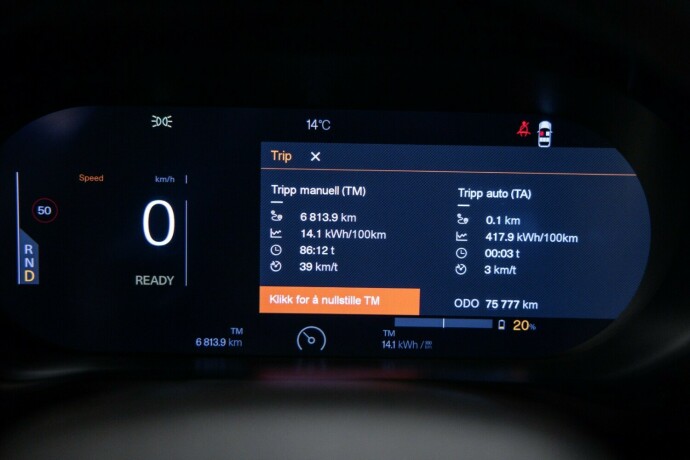 14°C
Trip ×
Speed km/h
50
0
R
N
D
READY
Tripp manuell (TM)
6 813.9 km
14.1 kWh/100km
86:12 t
39 km/t
Tripp auto (TA)
0.1 km
417.9 kWh/100km
00:03 t
3 km/t
Klikk for å nullstille TM
ODO 75 777 km
20%
TM
6 813.9 km
TM
14.1 kWh/